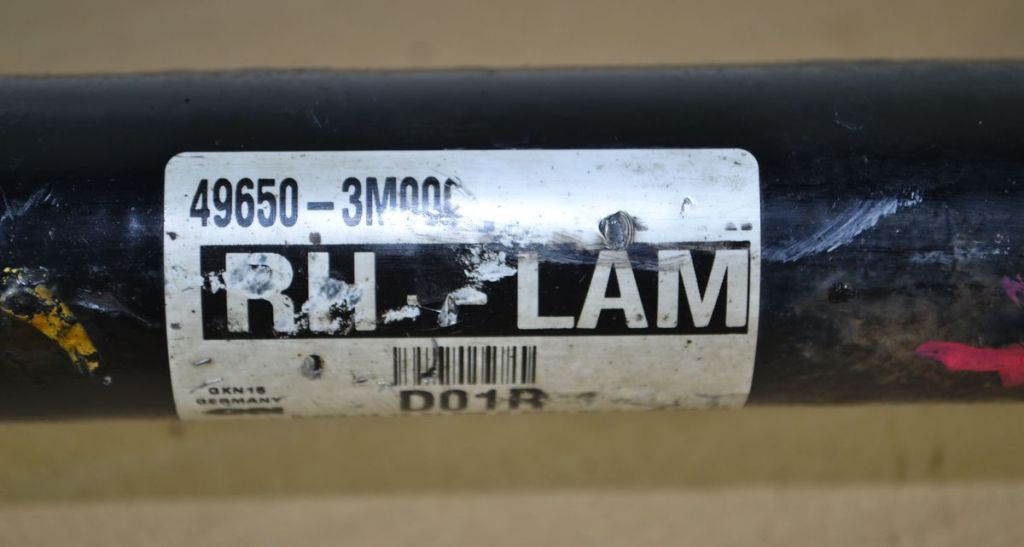 49650-3M000
RH - LAM
D01R
GKN15
GERMANY